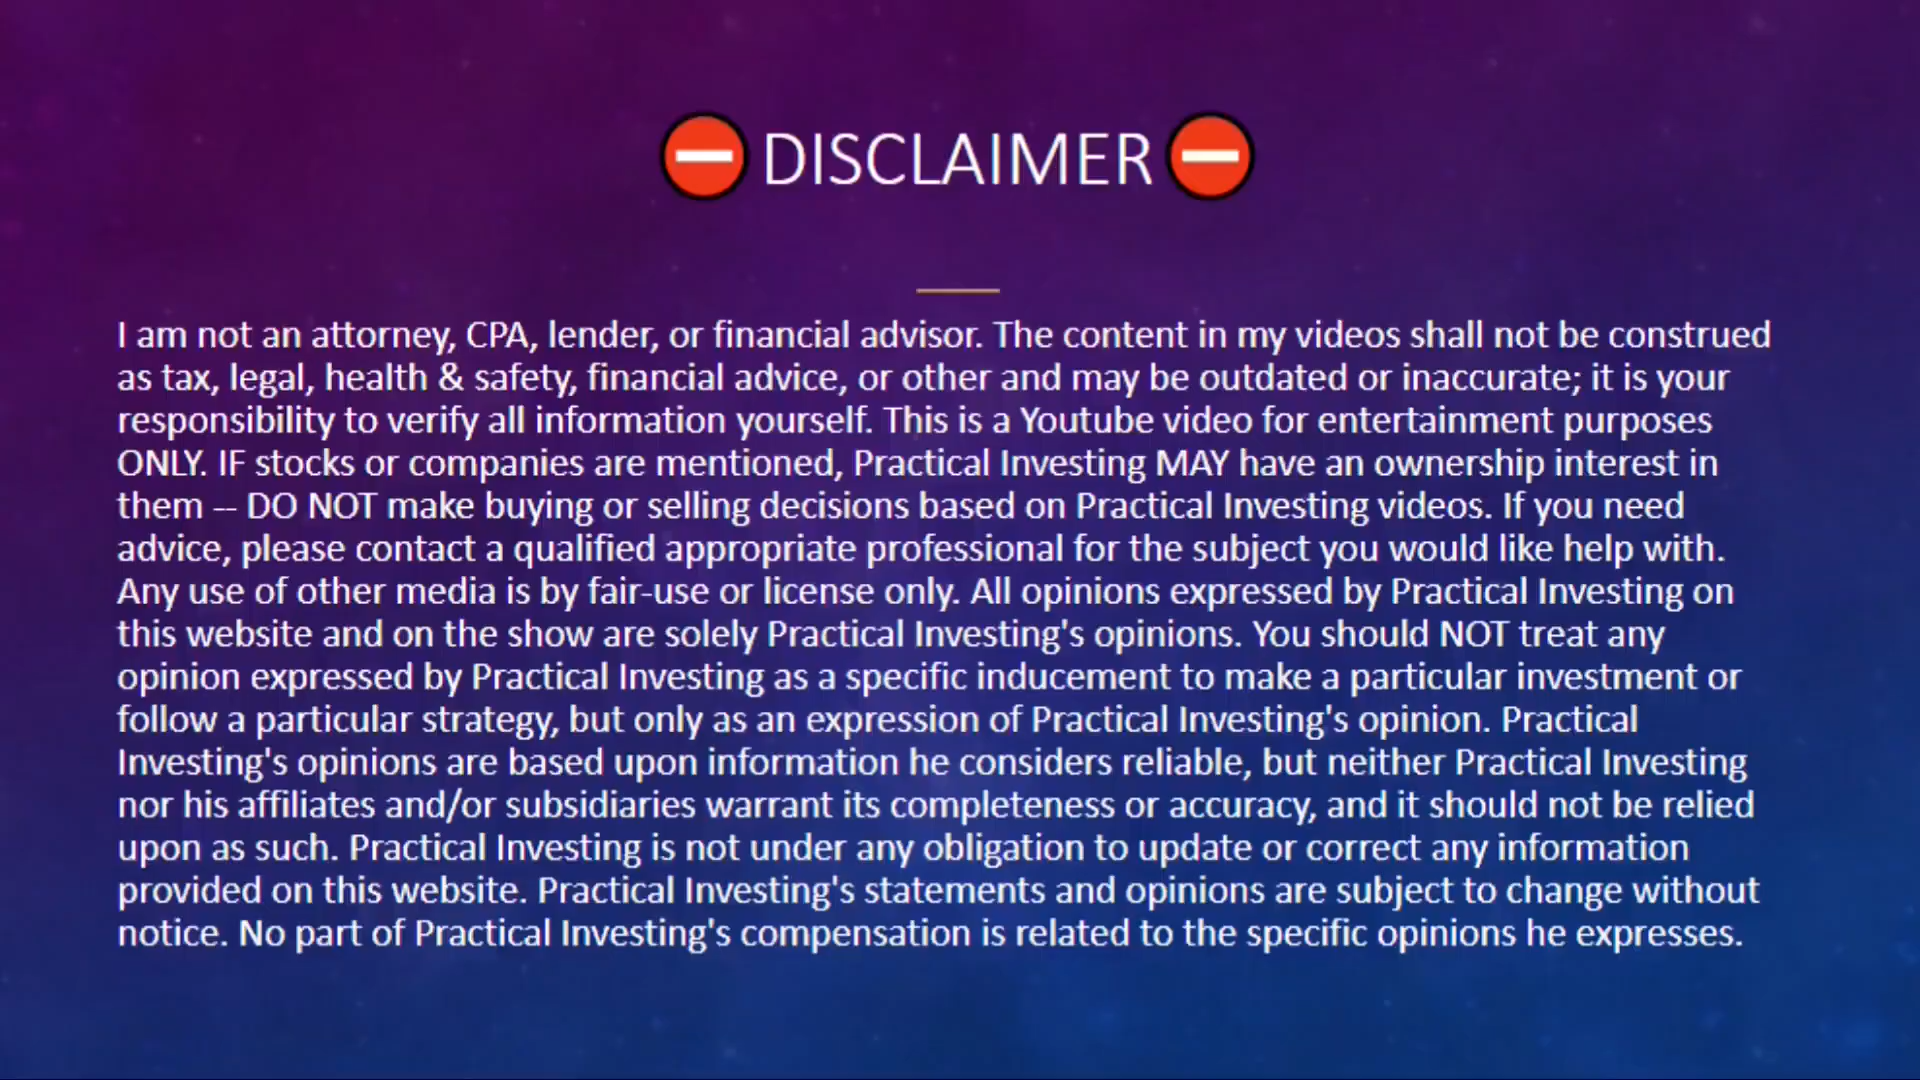 ⛔DISCLAIMER⛔
I am not an attorney, CPA, lender, or financial advisor. The content in my videos shall not be construed
as tax, legal, health & safety, financial advice, or other and may be outdated or inaccurate; it is your
responsibility to verify all information yourself. This is a Youtube video for entertainment purposes
ONLY. IF stocks or companies are mentioned, Practical Investing MAY have an ownership interest in
them -- DO NOT make buying or selling decisions based on Practical Investing videos. If you need
advice, please contact a qualified appropriate professional for the subject you would like help with.
Any use of other media is by fair-use or license only. All opinions expressed by Practical Investing on
this website and on the show are solely Practical Investing's opinions. You should NOT treat any
opinion expressed by Practical Investing as a specific inducement to make a particular investment or
follow a particular strategy, but only as an expression of Practical Investing's opinion. Practical
Investing's opinions are based upon information he considers reliable, but neither Practical Investing
nor his affiliates and/or subsidiaries warrant its completeness or accuracy, and it should not be relied
upon as such. Practical Investing is not under any obligation to update or correct any information
provided on this website. Practical Investing's statements and opinions are subject to change without
notice. No part of Practical Investing's compensation is related to the specific opinions he expresses.